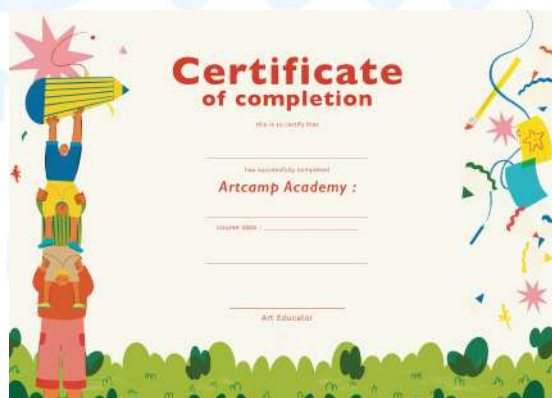 Certificate
of completion
this is to certify that
has successfully completed
Artcamp Academy :
course date :
Art Educator